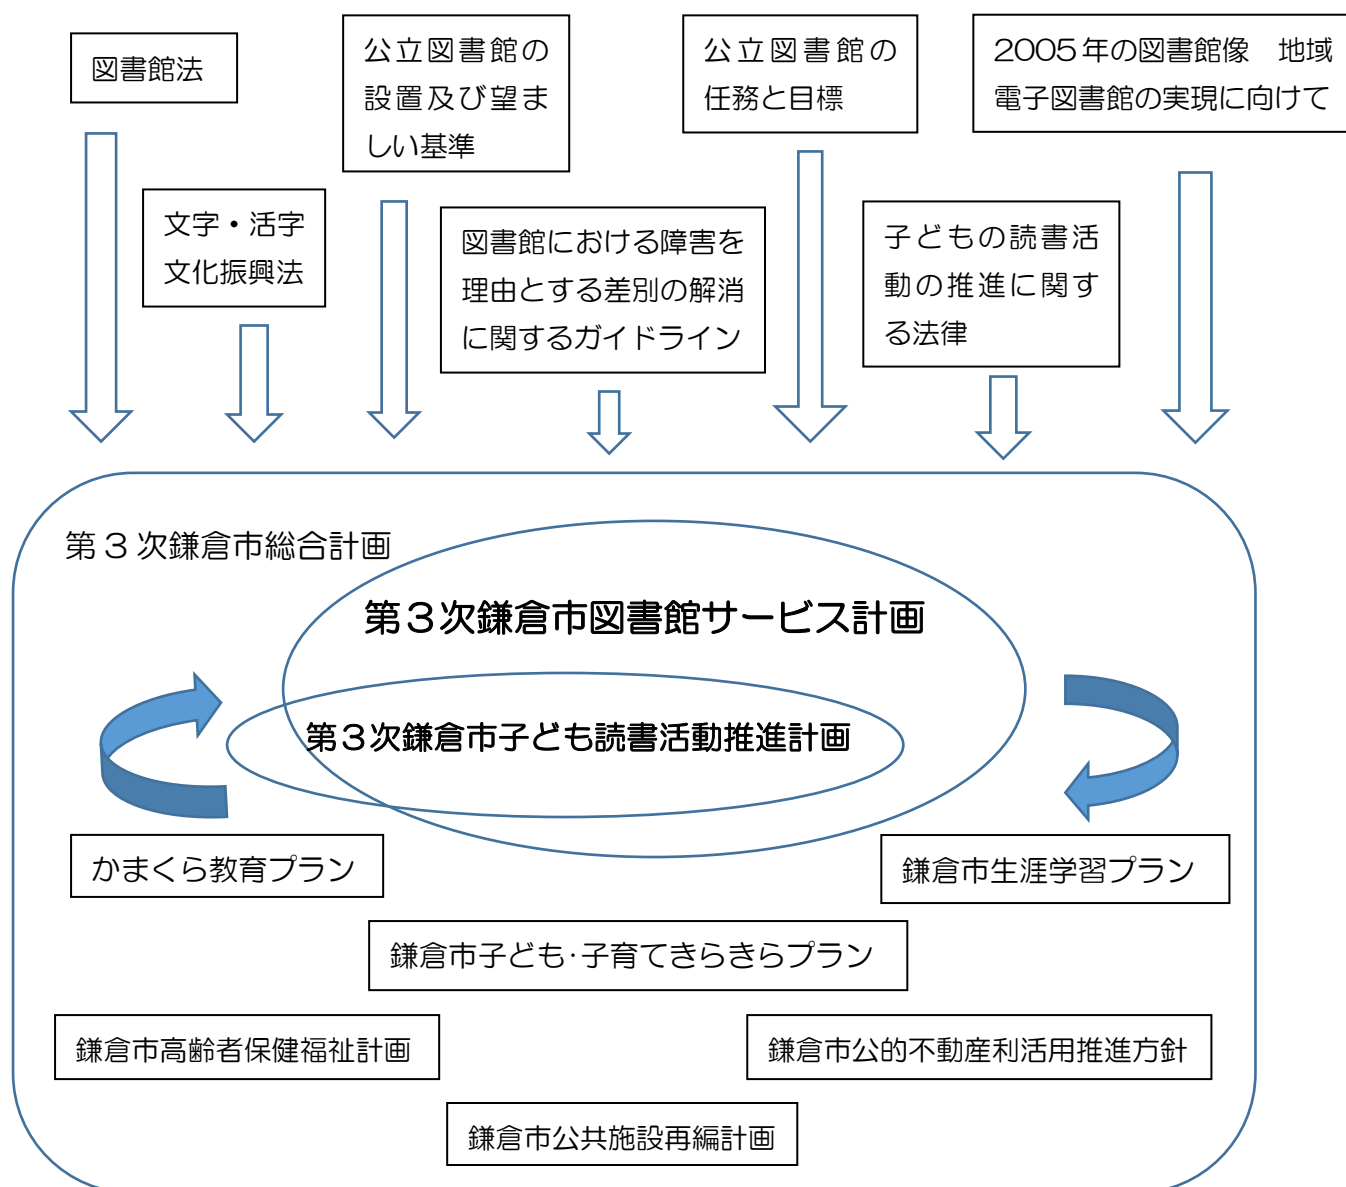 図書館法
公立図書館の
設置及び望ま
しい基準
公立図書館の
任務と目標
2005年の図書館像　地域
電子図書館の実現に向けて
文字・活字
文化振興法
図書館における障害を
理由とする差別の解消
に関するガイドライン
子どもの読書活
動の推進に関す
る法律
第3次鎌倉市総合計画
第3次鎌倉市図書館サービス計画
第3次鎌倉市子ども読書活動推進計画
かまくら教育プラン
鎌倉市生涯学習プラン
鎌倉市子ども・子育てきらきらプラン
鎌倉市高齢者保健福祉計画
鎌倉市公的不動産利活用推進方針
鎌倉市公共施設再編計画